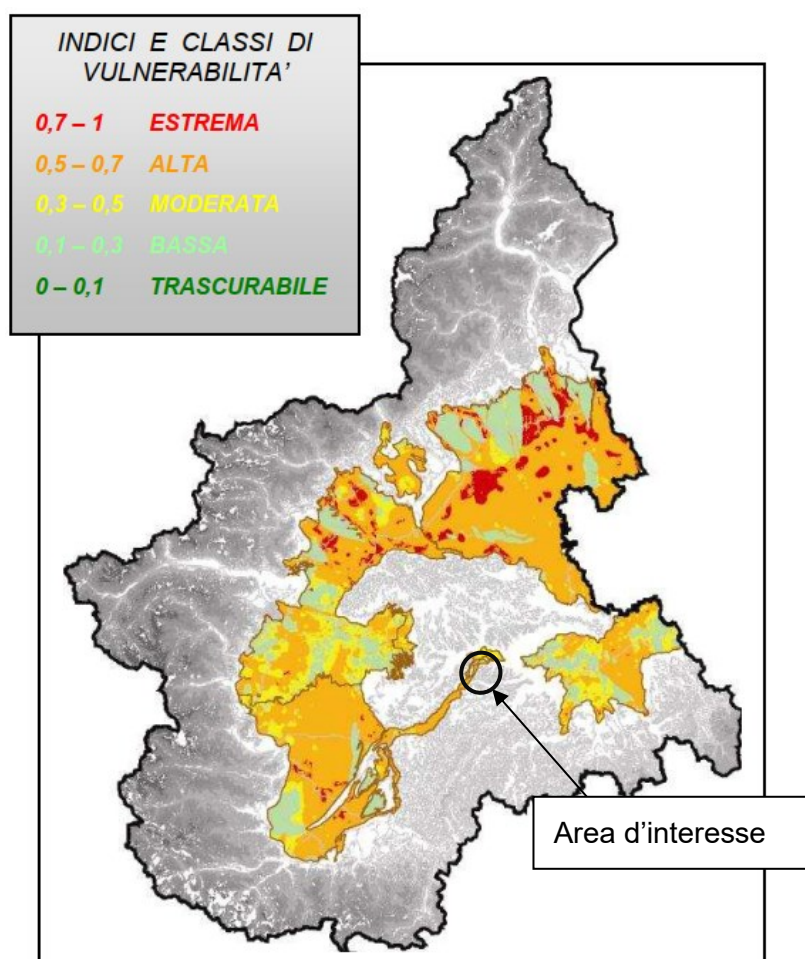 INDICI E CLASSI DI
VULNERABILITA'
0,7 – 1 ESTREMA
0,5 – 0,7 ALTA
0,3 – 0,5 MODERATA
0,1 – 0,3 BASSA
0 – 0,1 TRASCURABILE
Area d'interesse